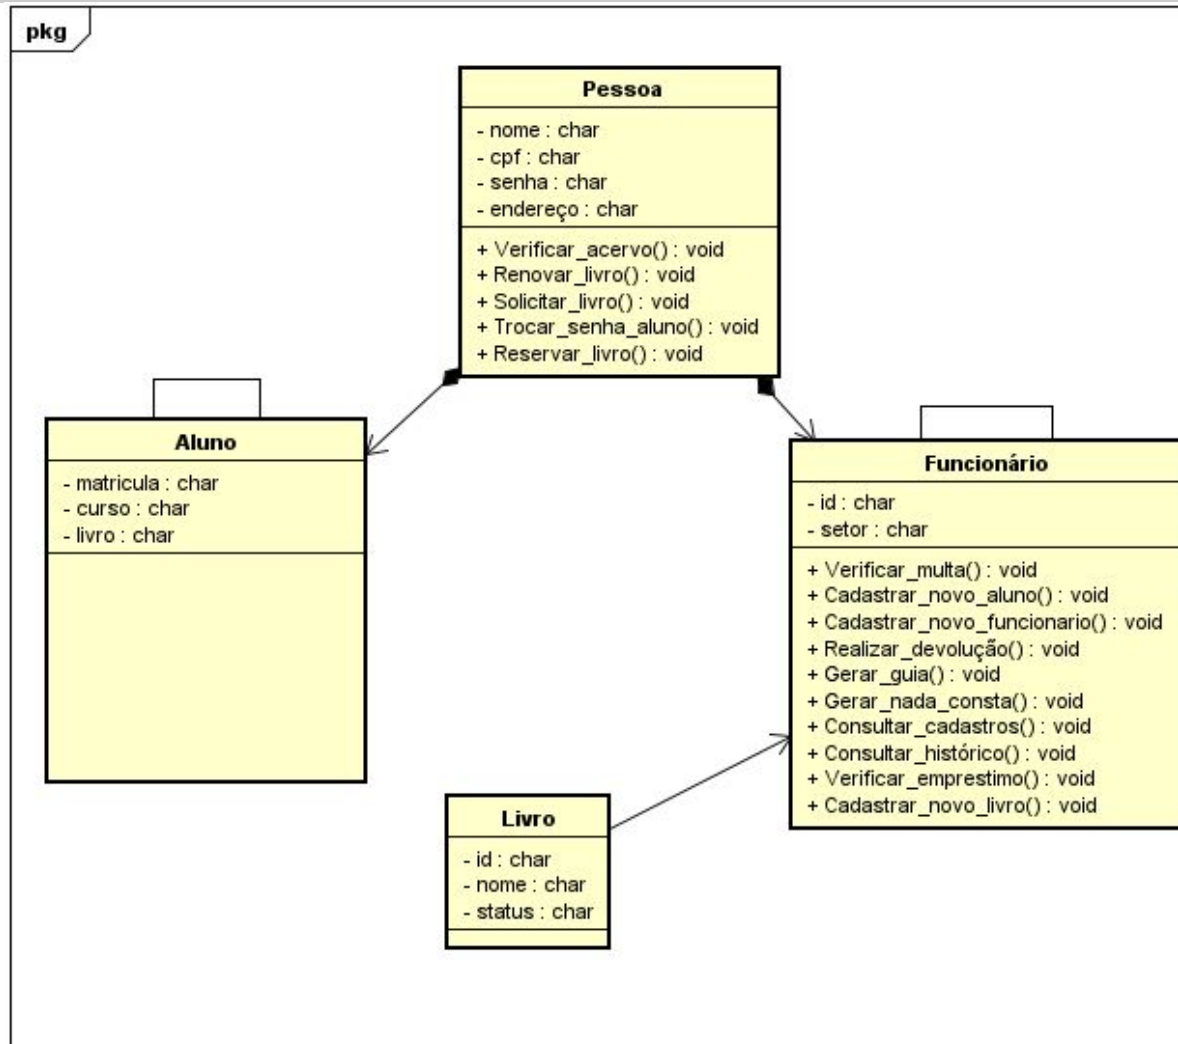 pkg
Pessoa
- nome : char
- cpf : char
- senha : char
- endereço : char
+ Verificar_acervo() : void
+ Renovar_livro() : void
+ Solicitar_livro() : void
+ Trocar_senha_aluno() : void
+ Reservar_livro() : void
Aluno
- matricula : char
- curso : char
- livro : char
Funcionário
- id : char
- setor : char
+ Verificar_multa() : void
+ Cadastrar_novo_aluno() : void
+ Cadastrar_novo_funcionario() : void
+ Realizar_devolução() : void
+ Gerar_guia() : void
+ Gerar_nada_consta() : void
+ Consultar_cadastros() : void
+ Consultar_histórico() : void
+ Verificar_emprestimo() : void
+ Cadastrar_novo_livro() : void
Livro
- id : char
- nome : char
- status : char